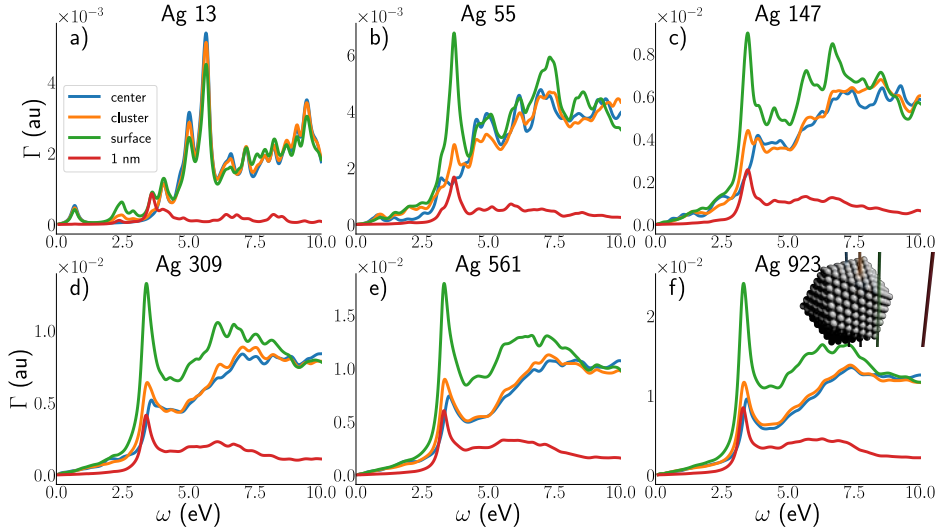 Ag 13
×10−3
a)
4
2
0
Γ (au)
center
cluster
surface
1 nm
0.0
2.5
5.0
7.5
10.0
Ag 55
×10−3
b)
6
4
2
0
0.0
2.5
5.0
7.5
10.0
Ag 147
×10−2
c)
0.8
0.6
0.4
0.2
0.0
0.0
2.5
5.0
7.5
10.0
Ag 309
×10−2
d)
1.0
0.5
0.0
Γ (au)
0.0
2.5
5.0
7.5
10.0
ω (eV)
Ag 561
×10−2
e)
1.5
1.0
0.5
0.0
0.0
2.5
5.0
7.5
10.0
ω (eV)
Ag 923
×10−2
f)
2
1
0
0.0
2.5
5.0
7.5
10.0
ω (eV)